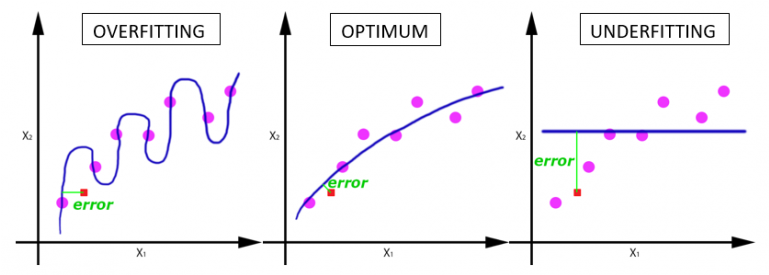 OVERFITTING
OPTIMUM
UNDERFITTING
X₂
error
X₁
X₂
error
X₁
X₂
error
X₁